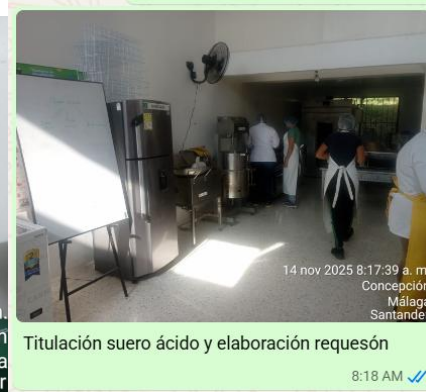 14 nov 2025 8:17:39 a. m
Concepción
Málaga
Santander
Titulación suero ácido y elaboración requesón
8:18 AM